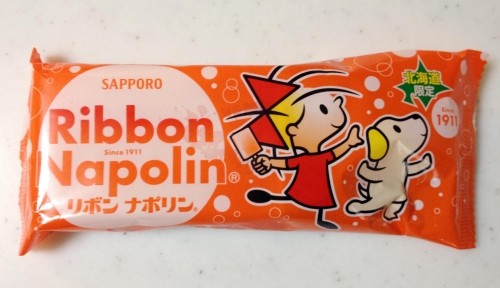 SAPPORO
Ribbon
Since 1911
Napolin®
リボン ナポリン®
北海道
限定
Since
1911